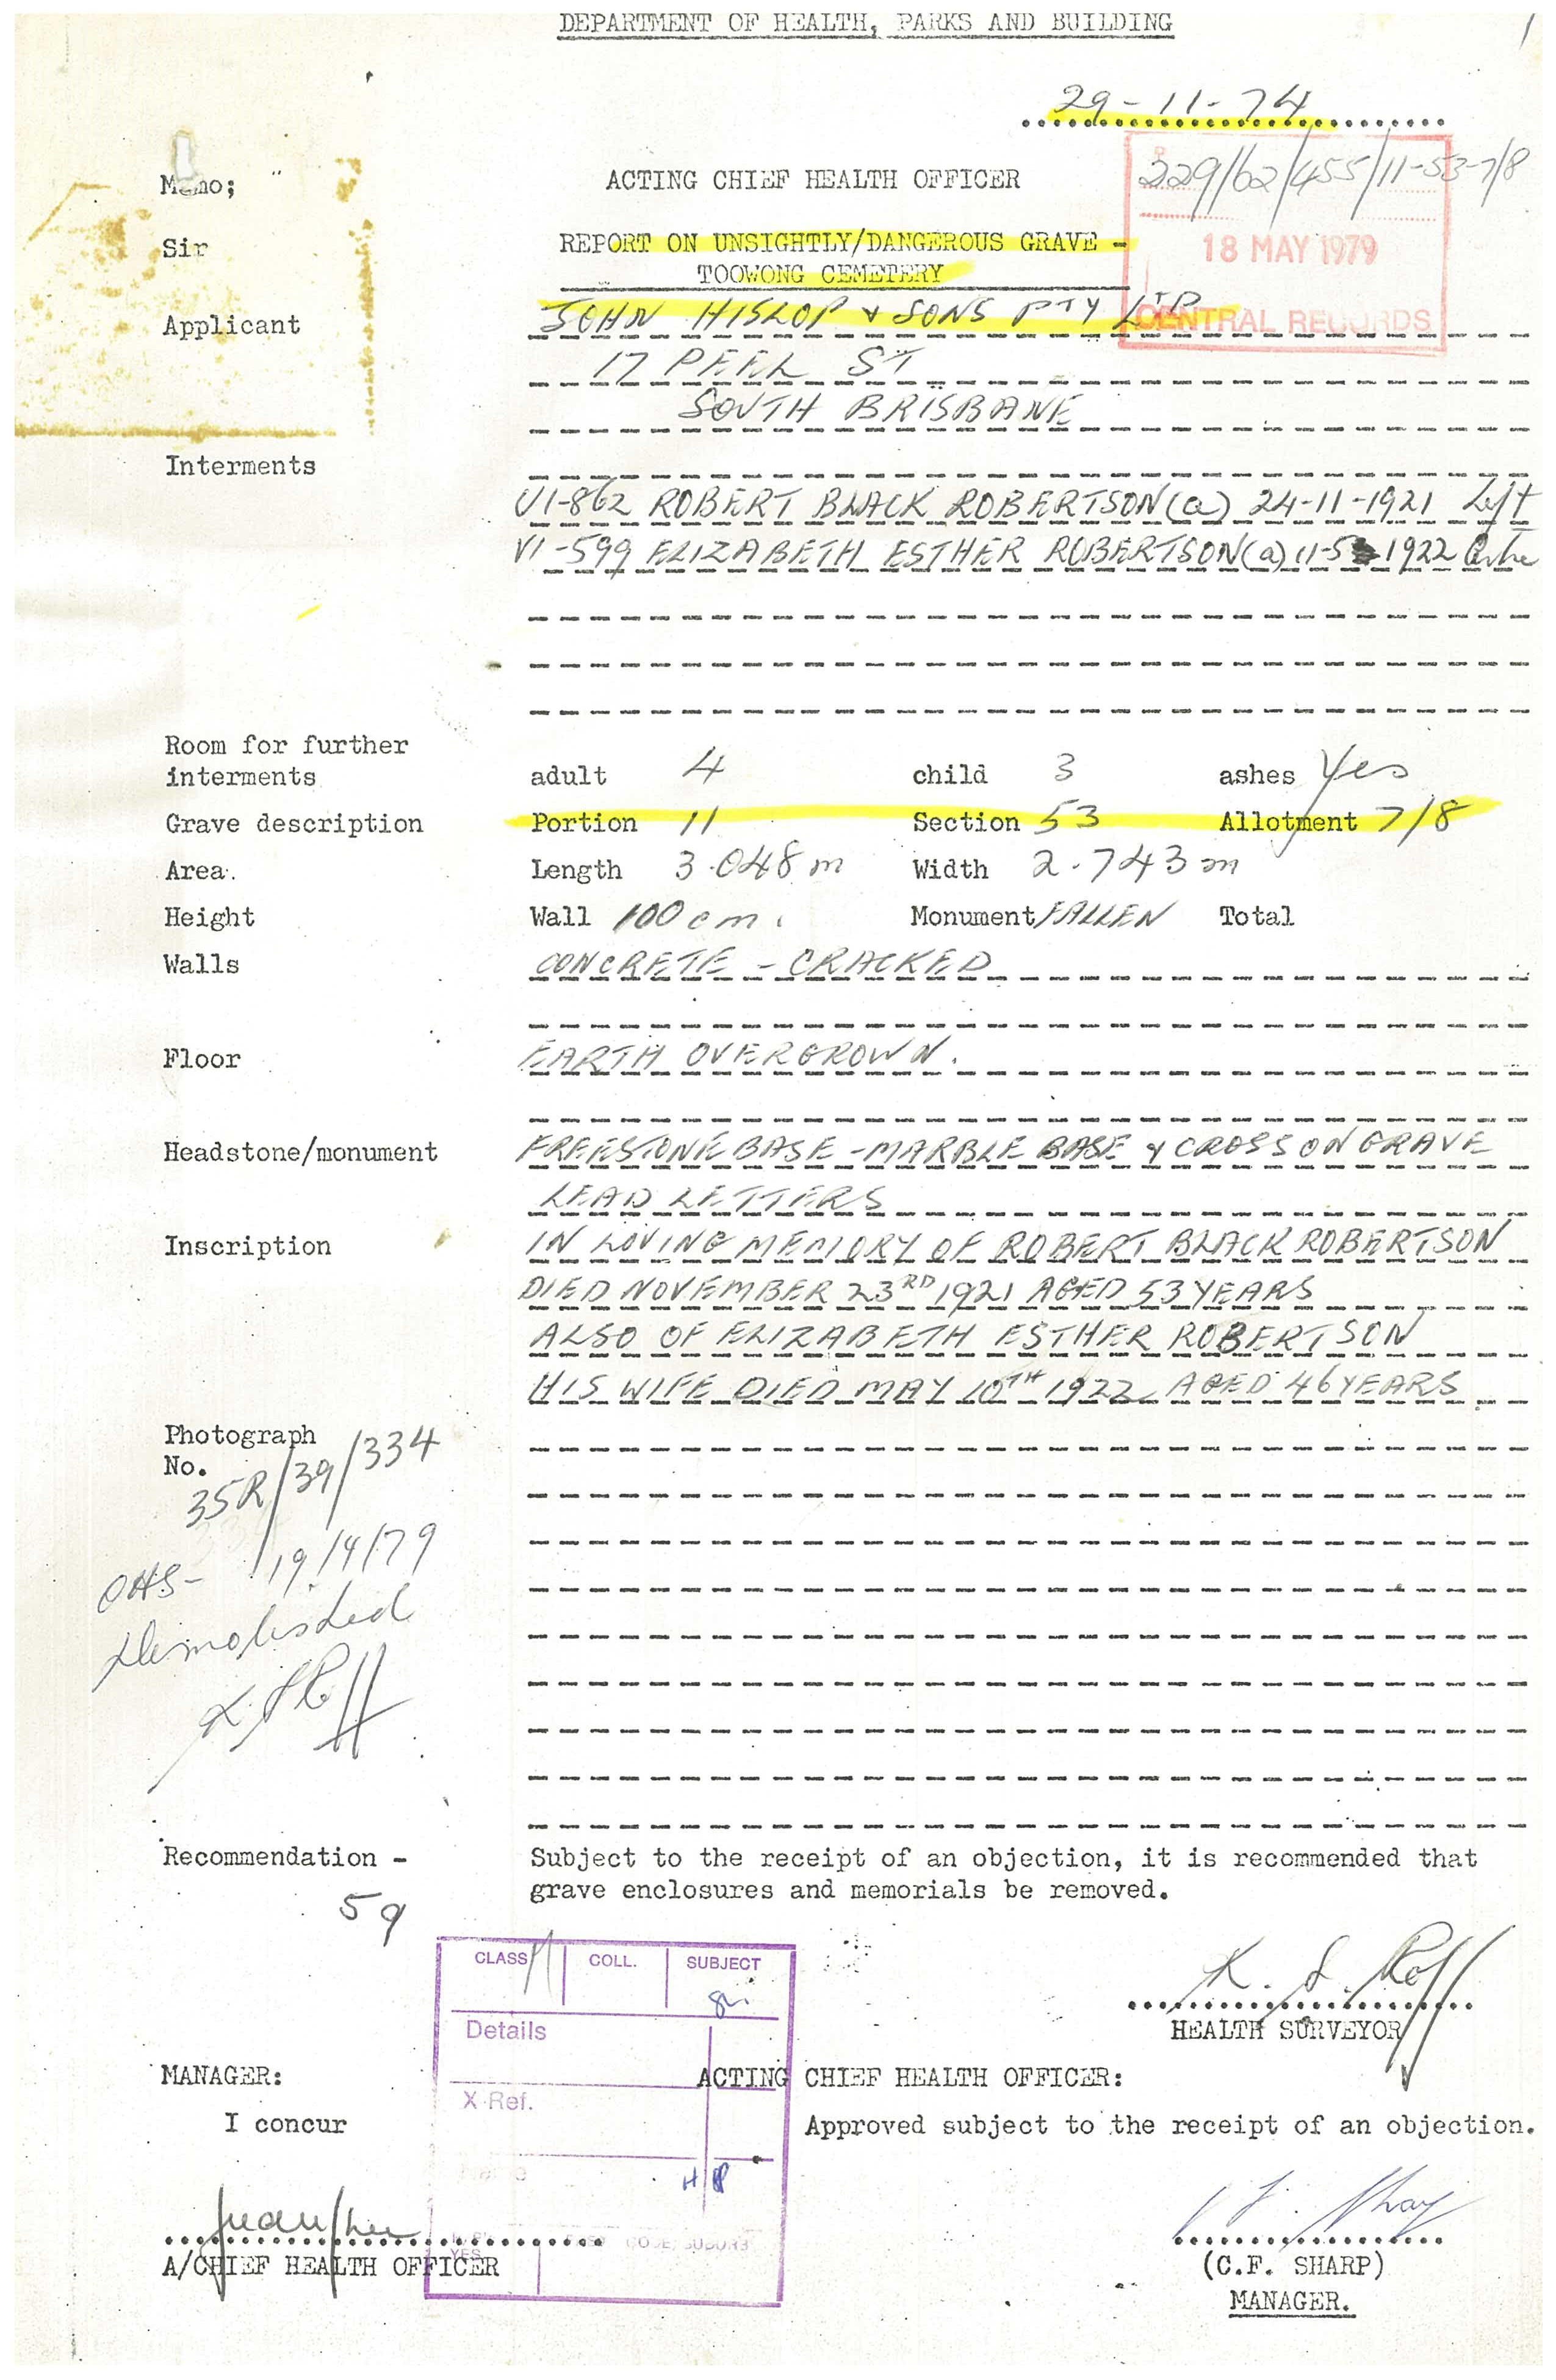 DEPARTMENT OF HEALTH, PARKS AND BUILDING
29-11-74
229/62/455/11-53-7/8
Memo;
ACTING CHIEF HEALTH OFFICER
Sir
REPORT ON UNSIGHTLY/DANGEROUS GRAVE -
TOOWONG CEMETERY
18 MAY 1979
CENTRAL RECORDS
Applicant JOHN HISLOP & SONS PTY LTD
17 PEEL ST
SOUTH BRISBANE
Interments
VI-862 ROBERT BLACK ROBERTSON (a) 24-11-1921 Left
VI-599 ELIZABETH ESTHER ROBERTSON (a) 11-5-1922 Centre
Room for further
interments adult 4 child 3 ashes Yes
Grave description Portion 11 Section 53 Allotment 7/8
Area. Length 3.048 m Width 2.743 m
Height Wall 100 cm. Monument FALLEN Total
Walls CONCRETE - CRACKED
Floor EARTH OVERGROWN.
Headstone/monument FREESTONE BASE - MARBLE BASE & CROSS ON GRAVE
LEAD LETTERS
Inscription IN LOVING MEMORY OF ROBERT BLACK ROBERTSON
DIED NOVEMBER 23RD 1921 AGED 53 YEARS
ALSO OF ELIZABETH ESTHER ROBERTSON
HIS WIFE DIED MAY 10TH 1922 AGED 46 YEARS
Photograph
No.
35R/39/334
OHS- 19/4/79
Demolished
Recommendation - Subject to the receipt of an objection, it is recommended that
grave enclosures and memorials be removed.
59
CLASS COLL. SUBJECT
Details
X-Ref.
K. S. Roff
HEALTH SURVEYOR
MANAGER: ACTING CHIEF HEALTH OFFICER:
I concur Approved subject to the receipt of an objection.
YES
A/CHIEF HEALTH OFFICER
(C.F. SHARP)
MANAGER.